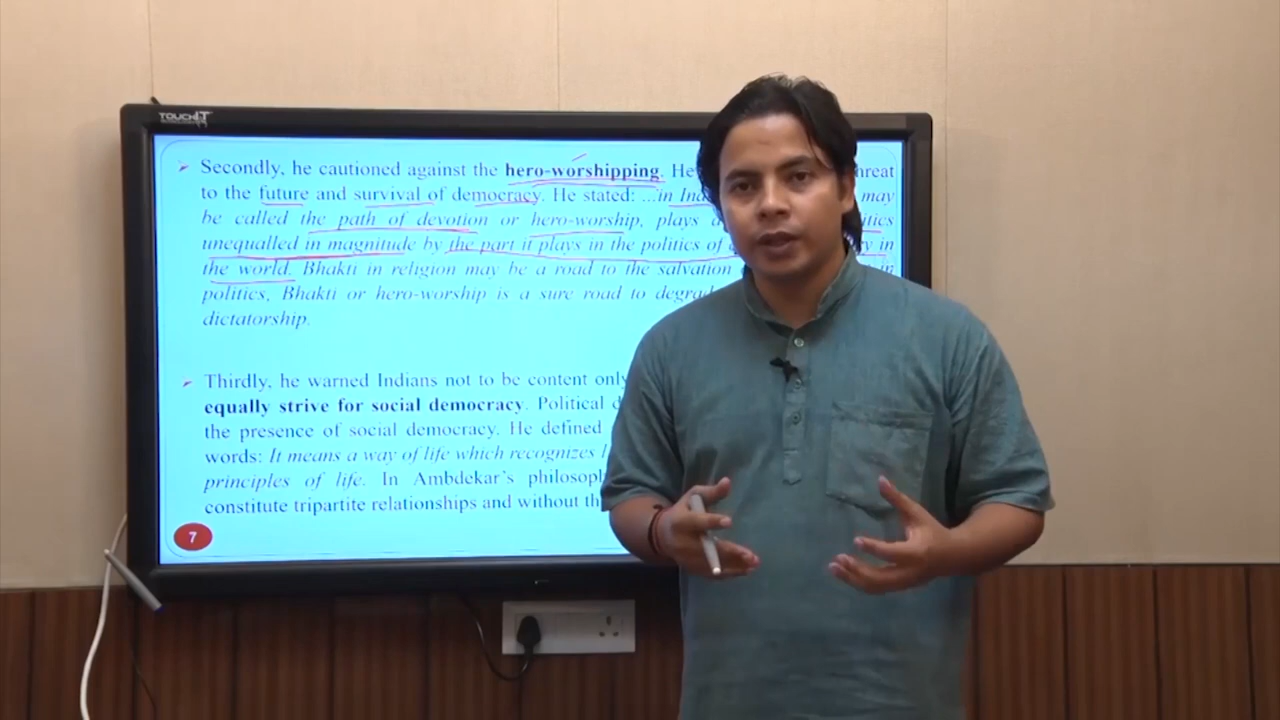 TOUCHIT
Secondly, he cautioned against the hero-worshipping. He threat
to the future and survival of democracy. He stated: ...in may
be called the path of devotion or hero-worship, plays
unequalled in magnitude by the part it plays in the politics of in
the world. Bhakti in religion may be a road to the salvation in
politics, Bhakti or hero-worship is a sure road to
dictatorship.
Thirdly, he warned Indians not to be content only
equally strive for social democracy. Political
the presence of social democracy. He defined
words: It means a way of life which recognizes
principles of life. In Ambdekar's
constitute tripartite relationships and without
7